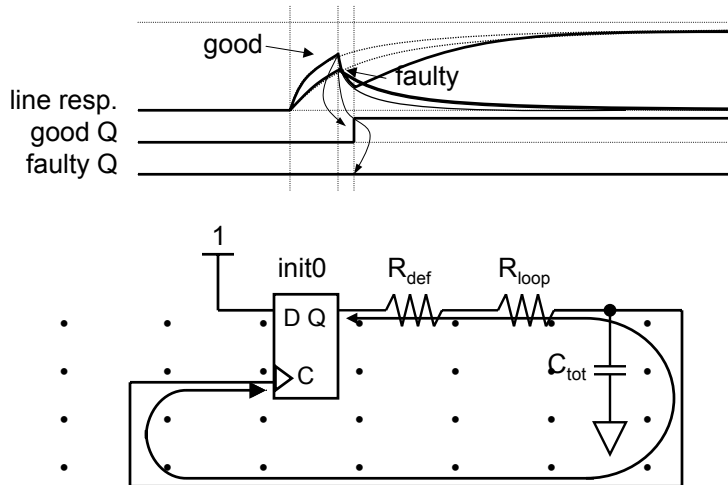 good
faulty
line resp.
good Q
faulty Q
1
init0
R_def
R_loop
D Q
C
C_tot